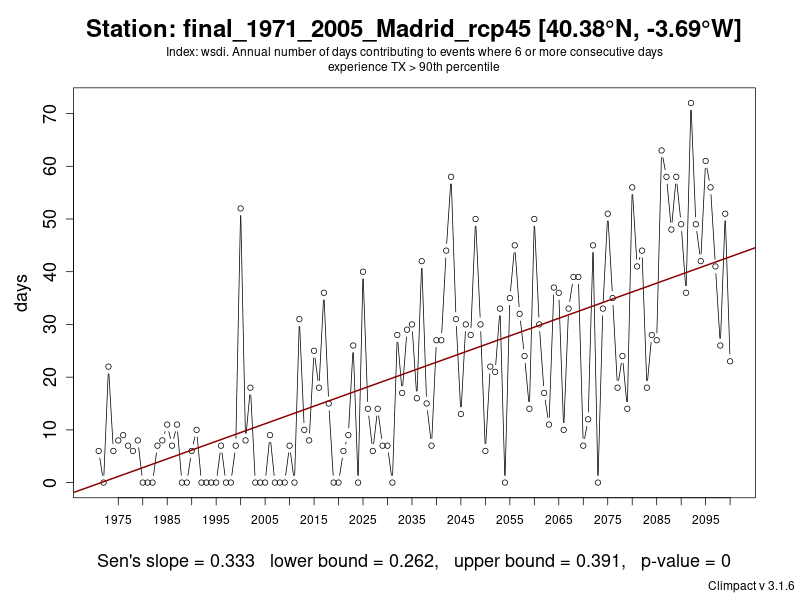 Station: final_1971_2005_Madrid_rcp45 [40.38°N, -3.69°W]
Index: wsdi. Annual number of days contributing to events where 6 or more consecutive days
experience TX > 90th percentile
70
60
50
40
30
20
10
0
days
1975 1985 1995 2005 2015 2025 2035 2045 2055 2065 2075 2085 2095
Sen's slope = 0.333 lower bound = 0.262, upper bound = 0.391, p-value = 0
Climpact v 3.1.6